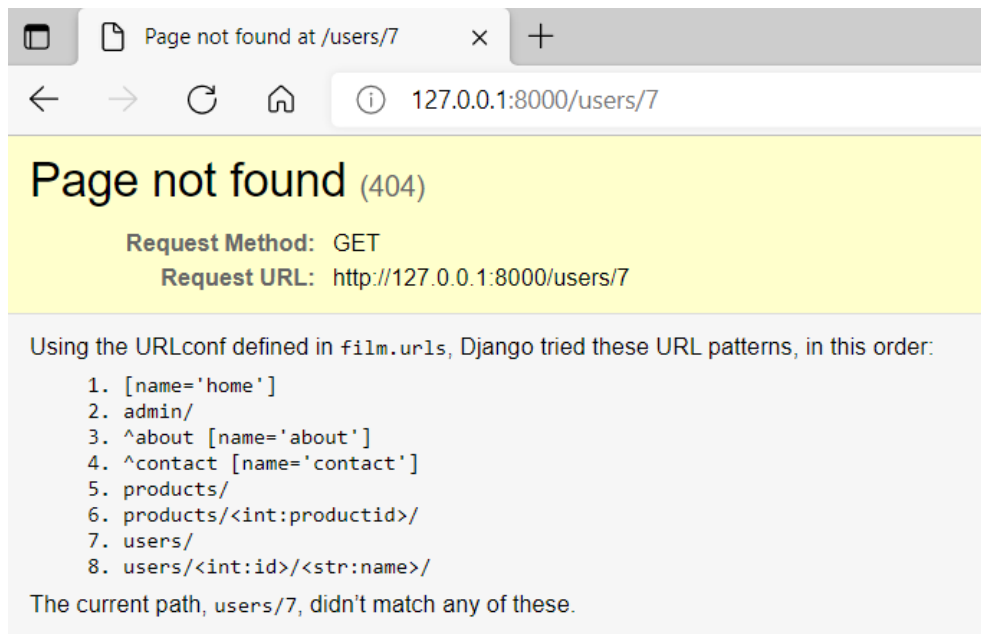 Page not found at /users/7
127.0.0.1:8000/users/7
Page not found (404)
Request Method: GET
Request URL: http://127.0.0.1:8000/users/7
Using the URLconf defined in film.urls, Django tried these URL patterns, in this order:
1. [name='home']
2. admin/
3. ^about [name='about']
4. ^contact [name='contact']
5. products/
6. products/<int:productid>/
7. users/
8. users/<int:id>/<str:name>/
The current path, users/7, didn’t match any of these.